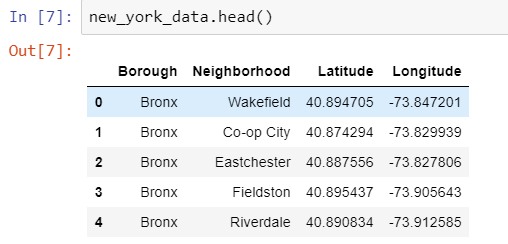 In [7]: new_york_data.head()
Out[7]:
Borough Neighborhood Latitude Longitude
0 Bronx Wakefield 40.894705 -73.847201
1 Bronx Co-op City 40.874294 -73.829939
2 Bronx Eastchester 40.887556 -73.827806
3 Bronx Fieldston 40.895437 -73.905643
4 Bronx Riverdale 40.890834 -73.912585